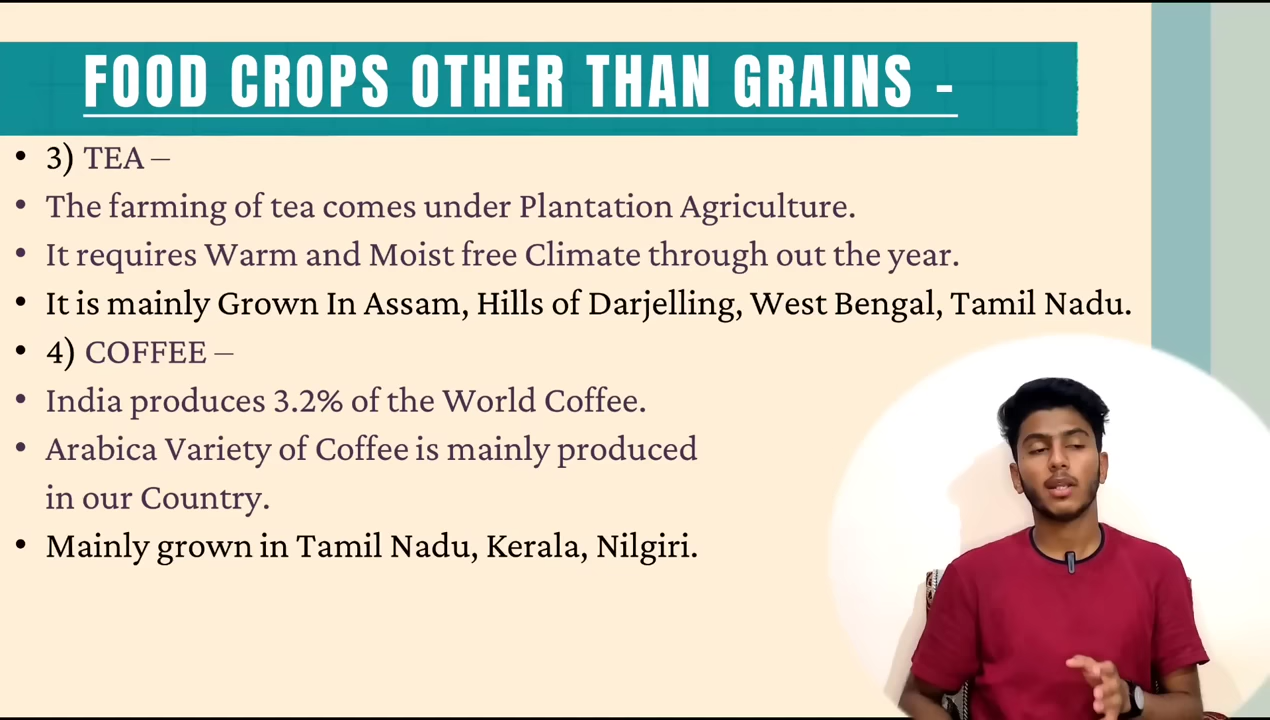 FOOD CROPS OTHER THAN GRAINS -
• 3) TEA –
• The farming of tea comes under Plantation Agriculture.
• It requires Warm and Moist free Climate through out the year.
• It is mainly Grown In Assam, Hills of Darjelling, West Bengal, Tamil Nadu.
• 4) COFFEE –
• India produces 3.2% of the World Coffee.
• Arabica Variety of Coffee is mainly produced
in our Country.
• Mainly grown in Tamil Nadu, Kerala, Nilgiri.